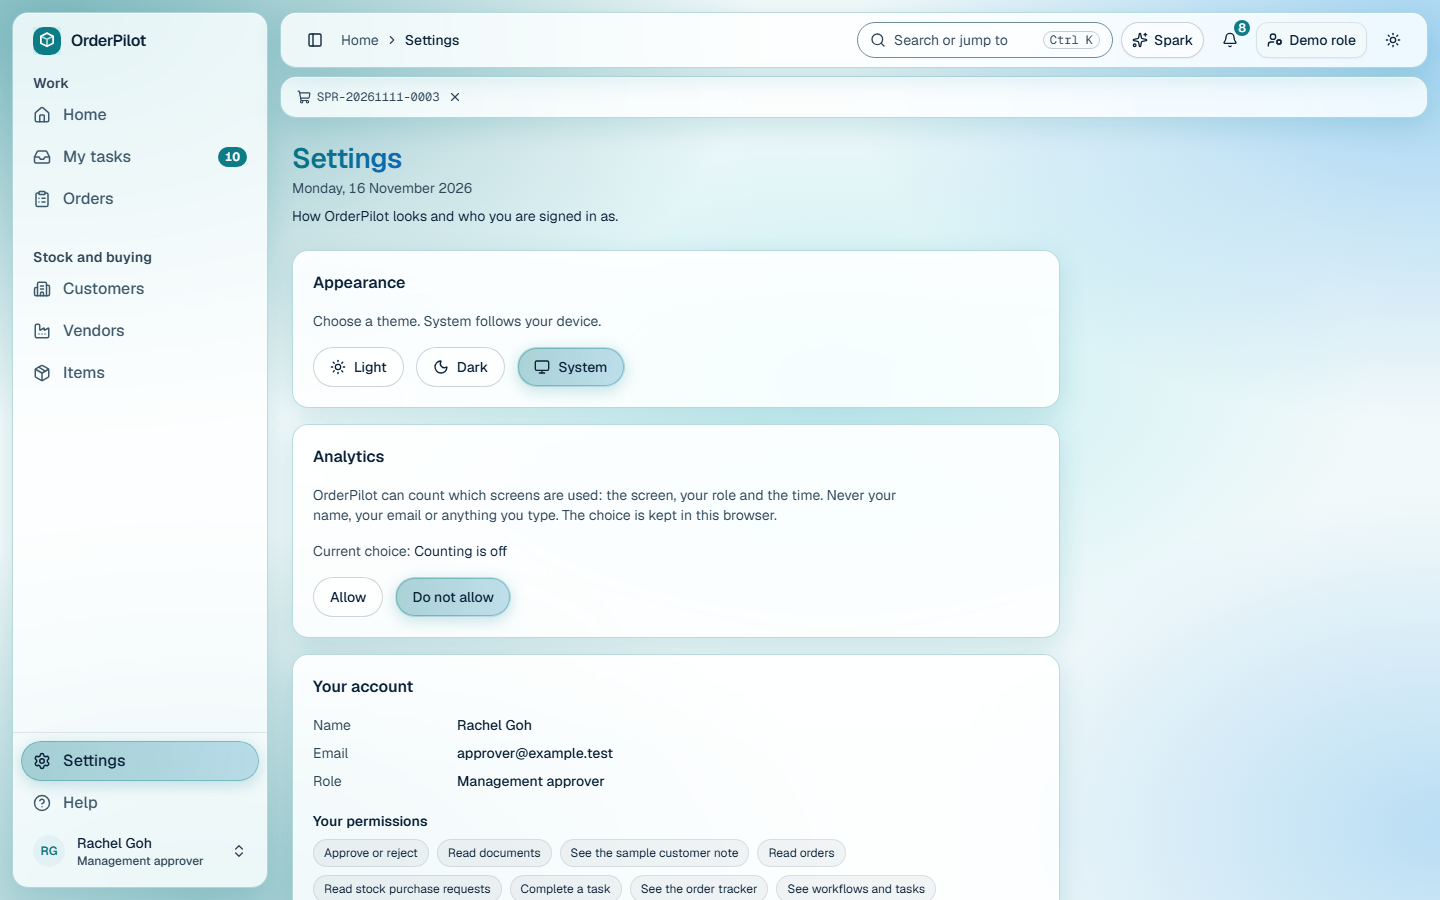 OrderPilot
Work
Home
My tasks
10
Orders
Stock and buying
Customers
Vendors
Items
Settings
Help
RG
Rachel Goh
Management approver
Home > Settings
Search or jump to
Ctrl K
Spark
8
Demo role
SPR-20261111-0003
Settings
Monday, 16 November 2026
How OrderPilot looks and who you are signed in as.
Appearance
Choose a theme. System follows your device.
Light
Dark
System
Analytics
OrderPilot can count which screens are used: the screen, your role and the time. Never your
name, your email or anything you type. The choice is kept in this browser.
Current choice: Counting is off
Allow
Do not allow
Your account
Name Rachel Goh
Email approver@example.test
Role Management approver
Your permissions
Approve or reject
Read documents
See the sample customer note
Read orders
Read stock purchase requests
Complete a task
See the order tracker
See workflows and tasks